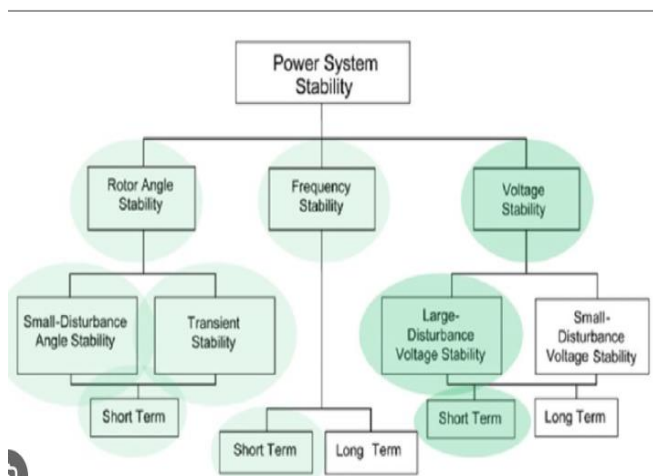 Power System
Stability
Rotor Angle
Stability
Frequency
Stability
Voltage
Stability
Small-Disturbance
Angle Stability
Transient
Stability
Large-
Disturbance
Voltage Stability
Small-
Disturbance
Voltage Stability
Short Term
Short Term
Long Term
Short Term
Long Term